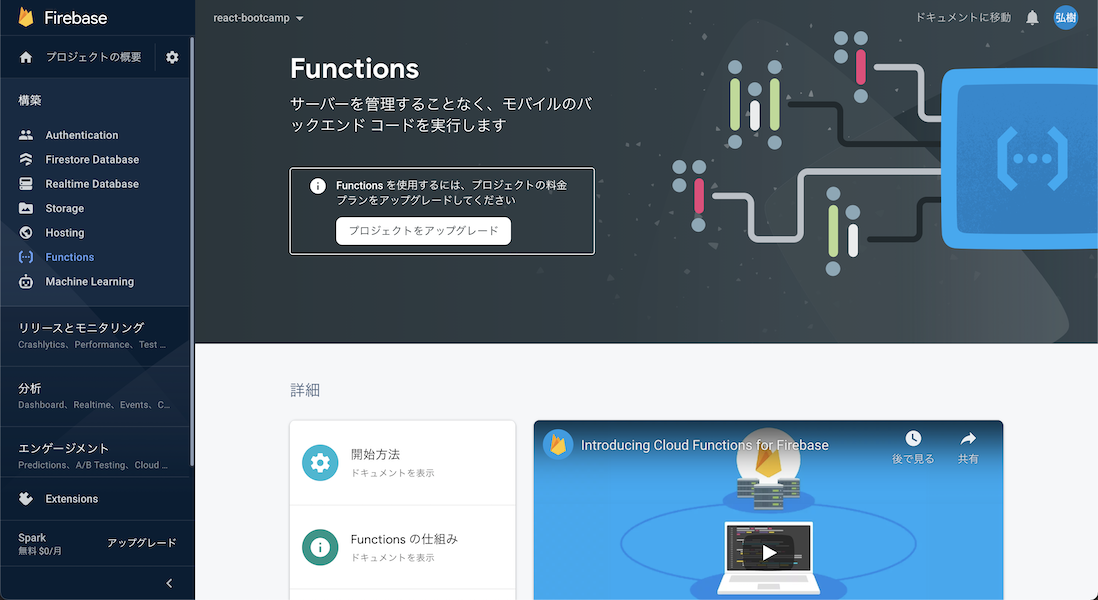 Firebase
プロジェクトの概要
構築
Authentication
Firestore Database
Realtime Database
Storage
Hosting
Functions
Machine Learning
リリースとモニタリング
Crashlytics、Performance、Test ...
分析
Dashboard、Realtime、Events、C...
エンゲージメント
Predictions、A/B Testing、Cloud ...
Extensions
Spark
無料 $0/月
アップグレード
react-bootcamp
ドキュメントに移動
弘樹
Functions
サーバーを管理することなく、モバイルのバ
ックエンド コードを実行します
Functions を使用するには、プロジェクトの料金
プランをアップグレードしてください
プロジェクトをアップグレード
詳細
開始方法
ドキュメントを表示
Functions の仕組み
ドキュメントを表示
Introducing Cloud Functions for Firebase
後で見る
共有